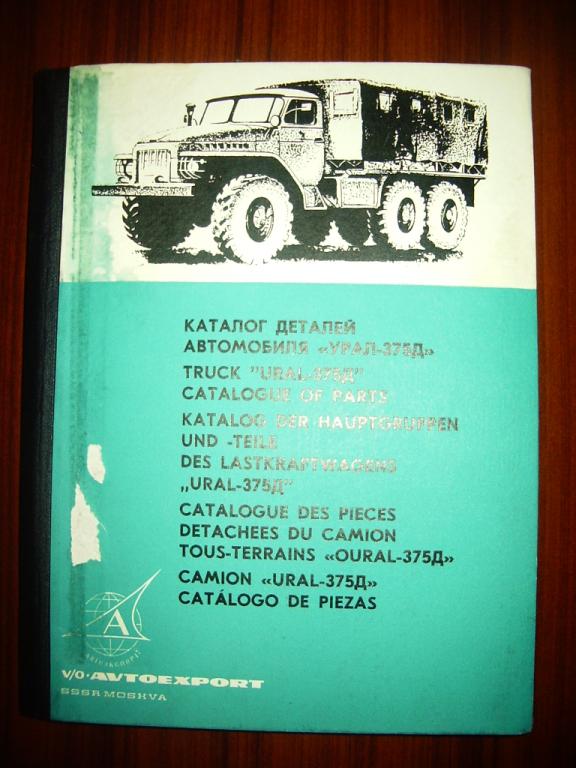 КАТАЛОГ ДЕТАЛЕЙ
АВТОМОБИЛЯ «УРАЛ-375Д»
TRUCK "URAL-375Д"
CATALOGUE OF PARTS
KATALOG DER HAUPTGRUPPEN
UND -TEILE
DES LASTKRAFTWAGENS
„URAL-375Д"
CATALOGUE DES PIECES
DETACHEES DU CAMION
TOUS-TERRAINS «OURAL-375Д»
CAMION «URAL-375Д»
CATÁLOGO DE PIEZAS
А
АВТОЭКСПОРТ
V/O·AVTOEXPORT
SSSR MOSKVA